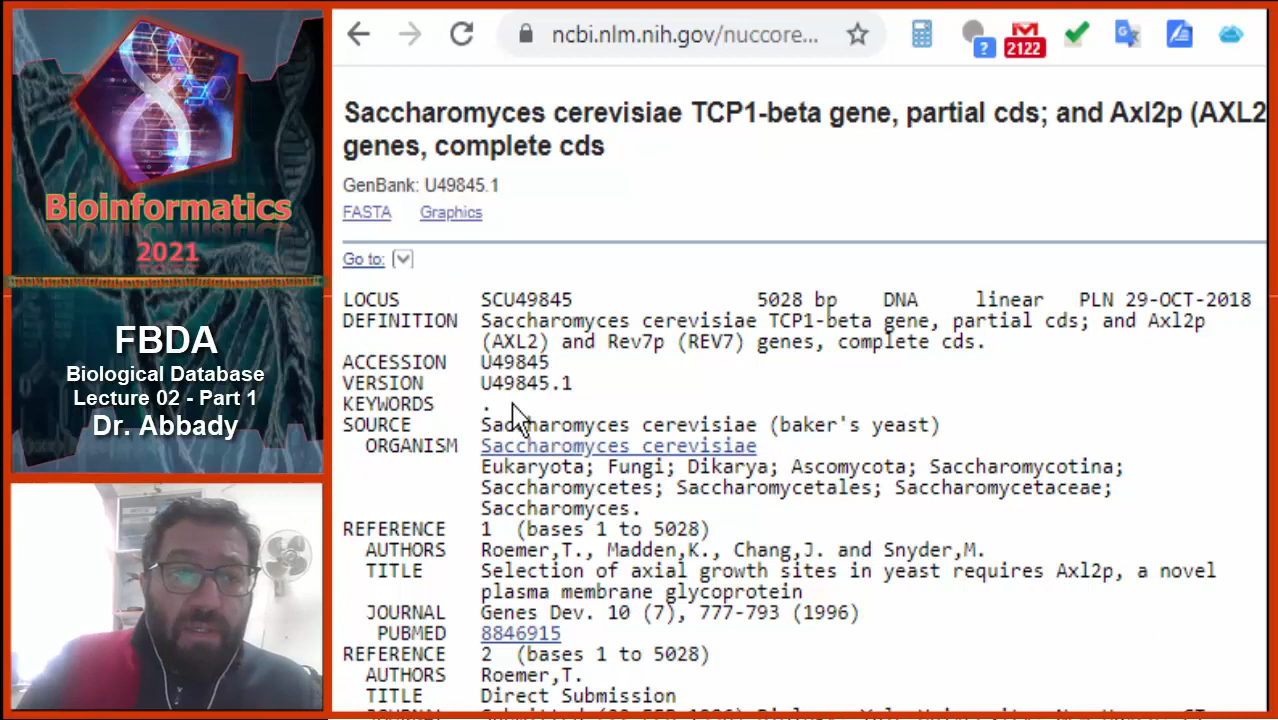 Bioinformatics
2021
FBDA
Biological Database
Lecture 02 - Part 1
Dr. Abbady
ncbi.nlm.nih.gov/nuccore...
?
2122
Saccharomyces cerevisiae TCP1-beta gene, partial cds; and Axl2p (AXL2
genes, complete cds
GenBank: U49845.1
FASTA Graphics
Go to:
LOCUS SCU49845 5028 bp DNA linear PLN 29-OCT-2018
DEFINITION Saccharomyces cerevisiae TCP1-beta gene, partial cds; and Axl2p
(AXL2) and Rev7p (REV7) genes, complete cds.
ACCESSION U49845
VERSION U49845.1
KEYWORDS .
SOURCE Saccharomyces cerevisiae (baker's yeast)
ORGANISM Saccharomyces cerevisiae
Eukaryota; Fungi; Dikarya; Ascomycota; Saccharomycotina;
Saccharomycetes; Saccharomycetales; Saccharomycetaceae;
Saccharomyces.
REFERENCE 1 (bases 1 to 5028)
AUTHORS Roemer,T., Madden,K., Chang,J. and Snyder,M.
TITLE Selection of axial growth sites in yeast requires Axl2p, a novel
plasma membrane glycoprotein
JOURNAL Genes Dev. 10 (7), 777-793 (1996)
PUBMED 8846915
REFERENCE 2 (bases 1 to 5028)
AUTHORS Roemer,T.
TITLE Direct Submission